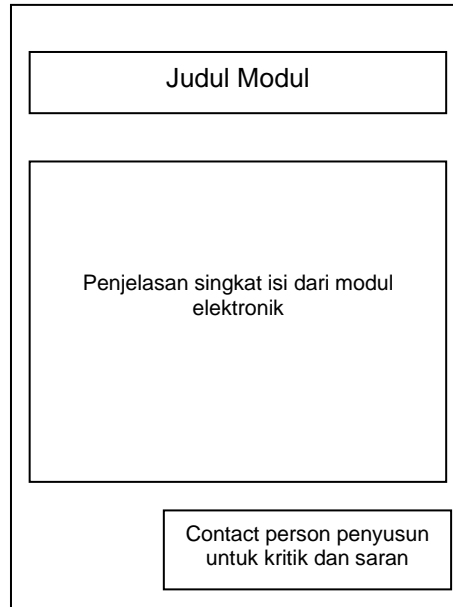 Judul Modul
Penjelasan singkat isi dari modul
elektronik
Contact person penyusun
untuk kritik dan saran